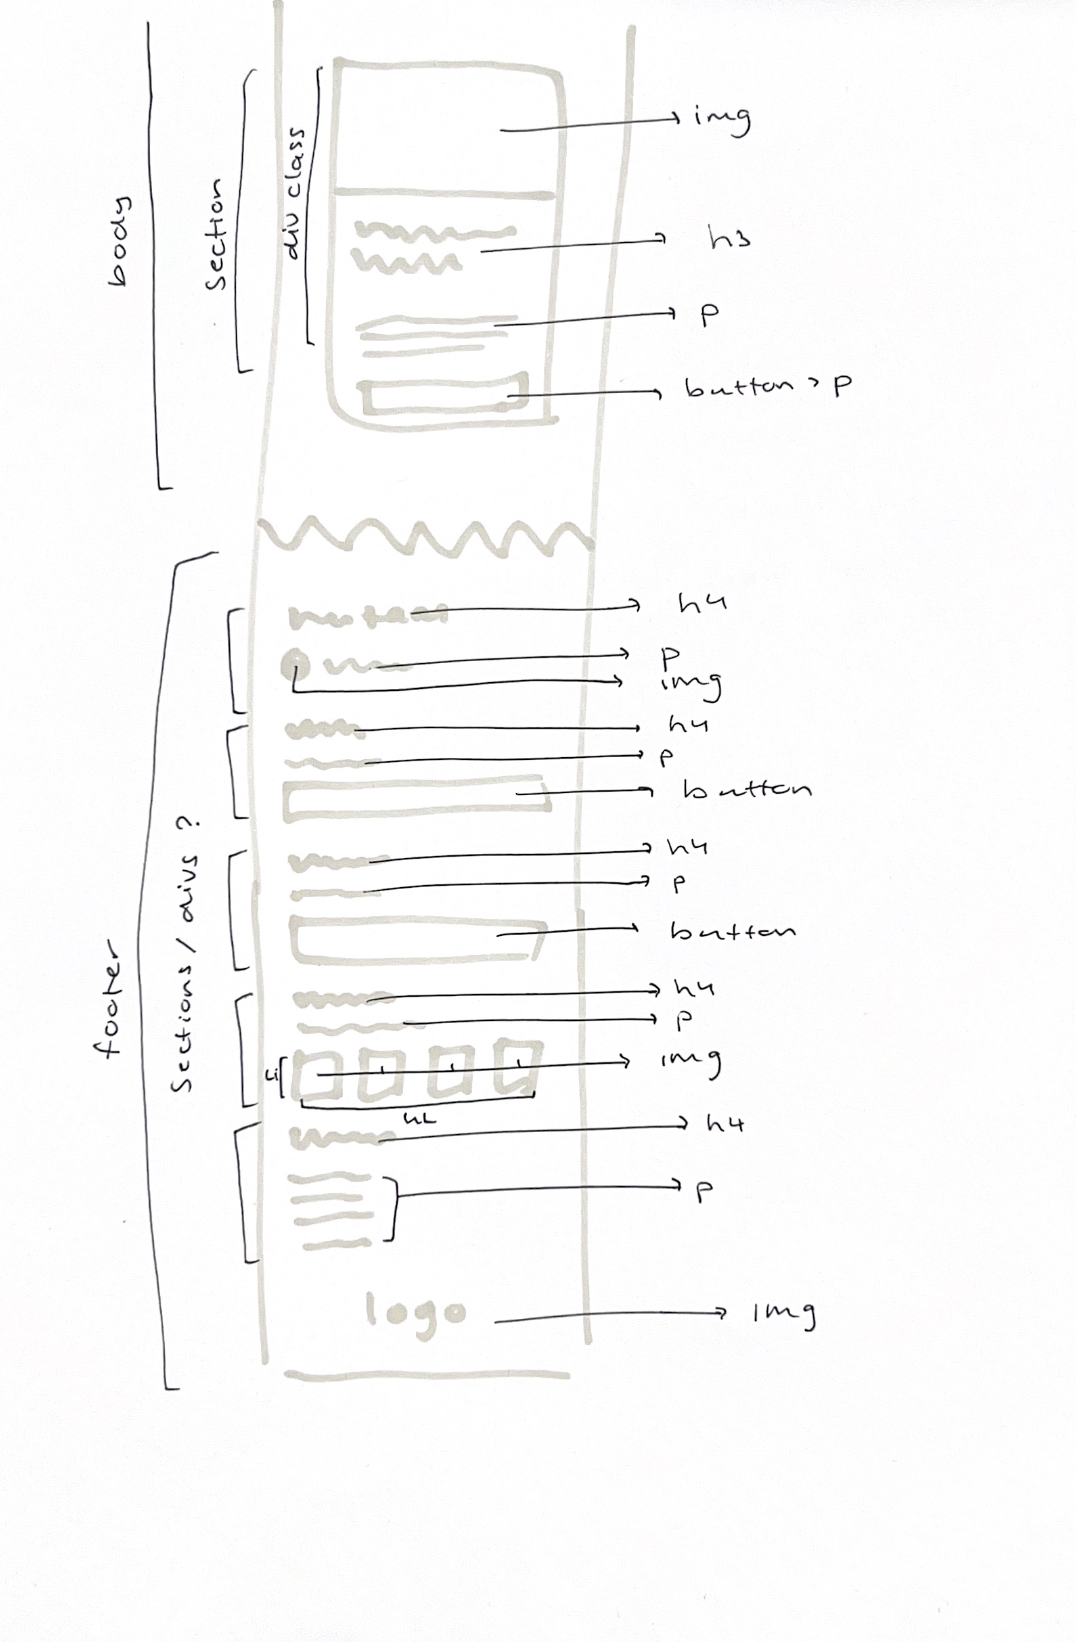 body
Section
div class
img
h3
p
button > p
footer
Sections / divs ?
h4
p
img
h4
p
button
h4
p
button
h4
p
img
Li
UL
h4
p
logo
img